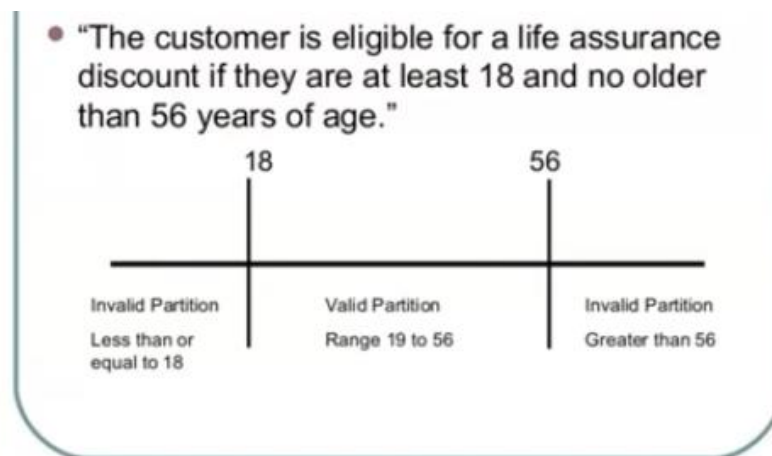 • “The customer is eligible for a life assurance
discount if they are at least 18 and no older
than 56 years of age.”
18 56
Invalid Partition Valid Partition Invalid Partition
Less than or Range 19 to 56 Greater than 56
equal to 18